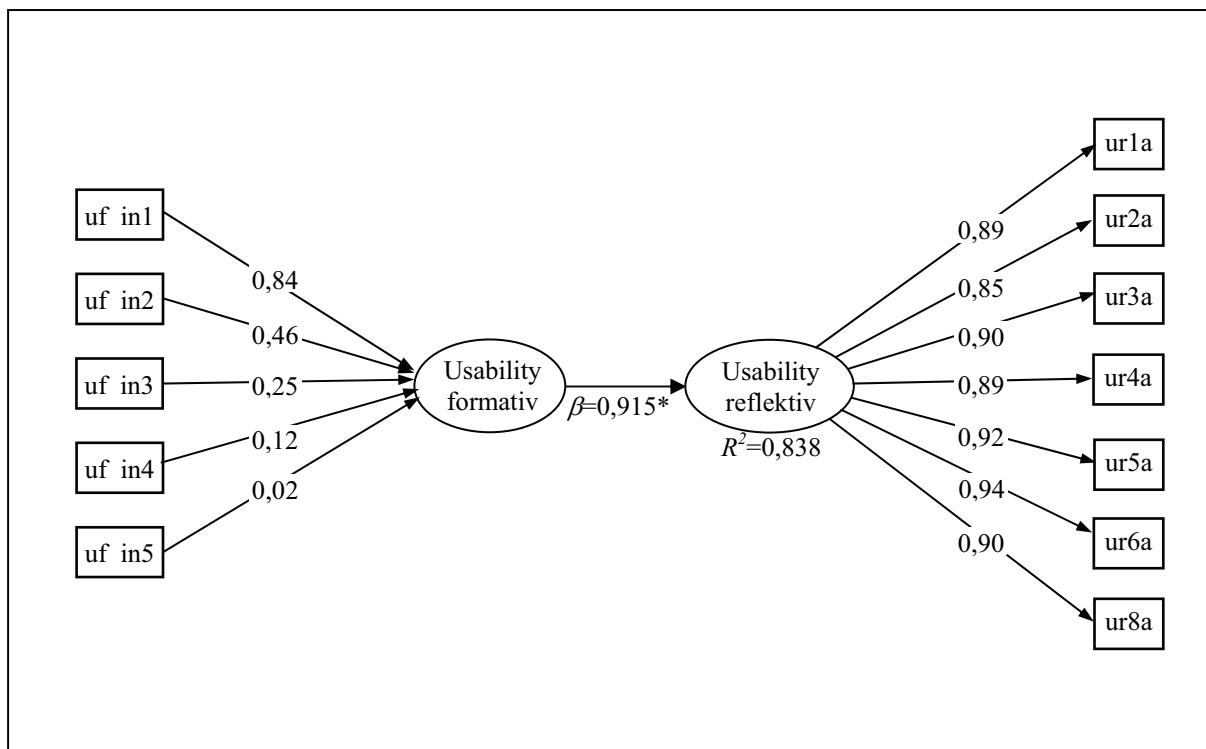 uf in1
uf in2
uf in3
uf in4
uf in5
0,84
0,46
0,25
0,12
0,02
Usability
formativ
β=0,915*
Usability
reflektiv
R²=0,838
0,89
0,85
0,90
0,89
0,92
0,94
0,90
ur1a
ur2a
ur3a
ur4a
ur5a
ur6a
ur8a